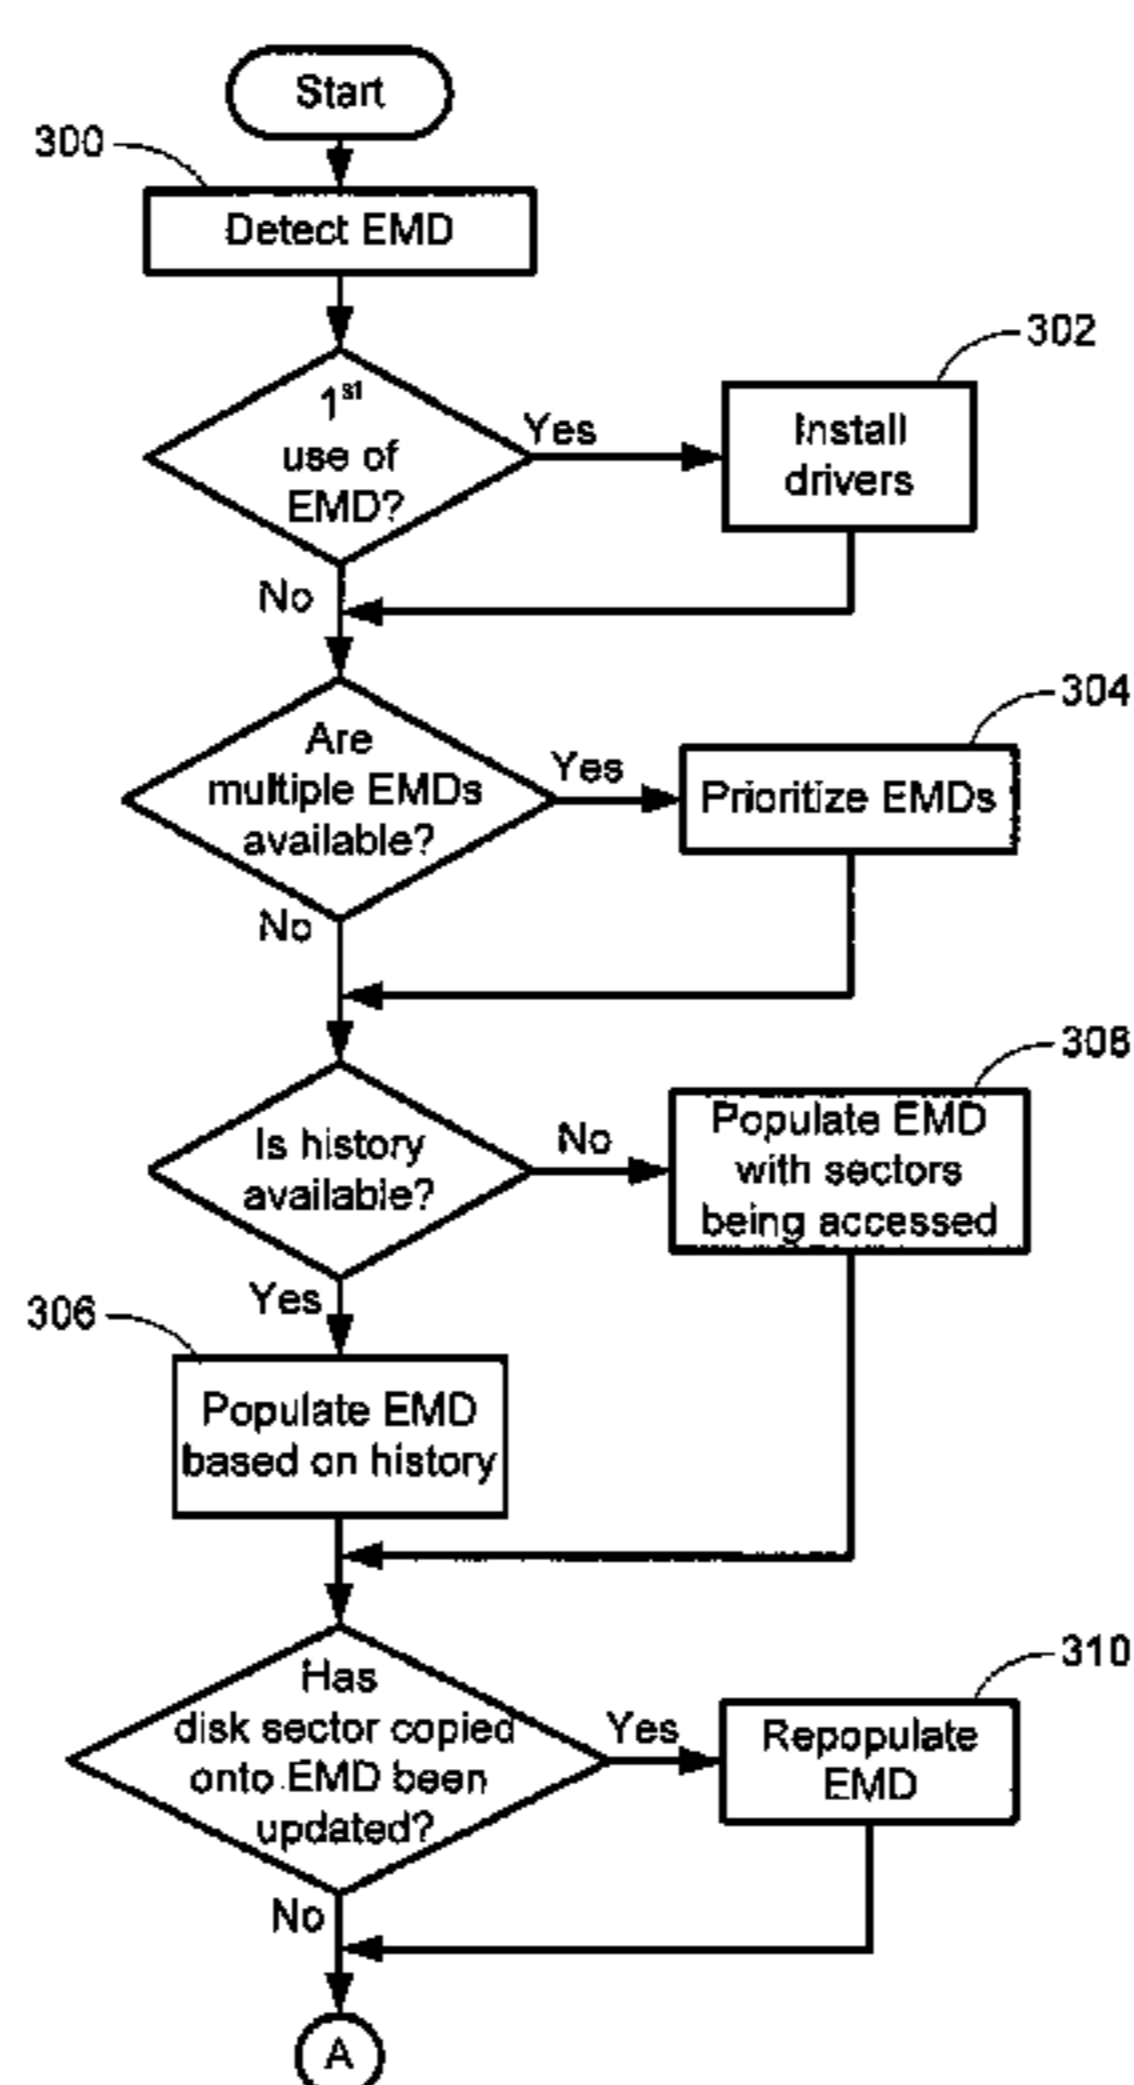 Start
300
Detect EMD
302
1st
use of
EMD?
Yes
Install
drivers
No
304
Are
multiple EMDs
available?
Yes
Prioritize EMDs
No
308
Is history
available?
No
Populate EMD
with sectors
being accessed
Yes
306
Populate EMD
based on history
310
Has
disk sector copied
onto EMD been
updated?
Yes
Repopulate
EMD
No
A